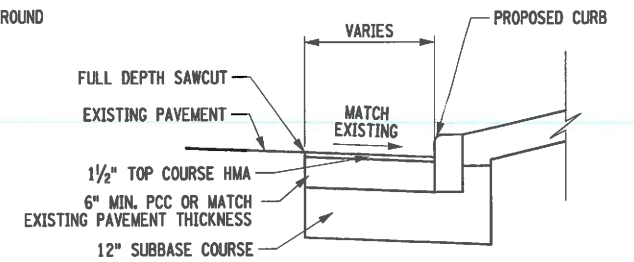 ROUND
VARIES
PROPOSED CURB
FULL DEPTH SAWCUT
EXISTING PAVEMENT
MATCH
EXISTING
1½" TOP COURSE HMA
6" MIN. PCC OR MATCH
EXISTING PAVEMENT THICKNESS
12" SUBBASE COURSE